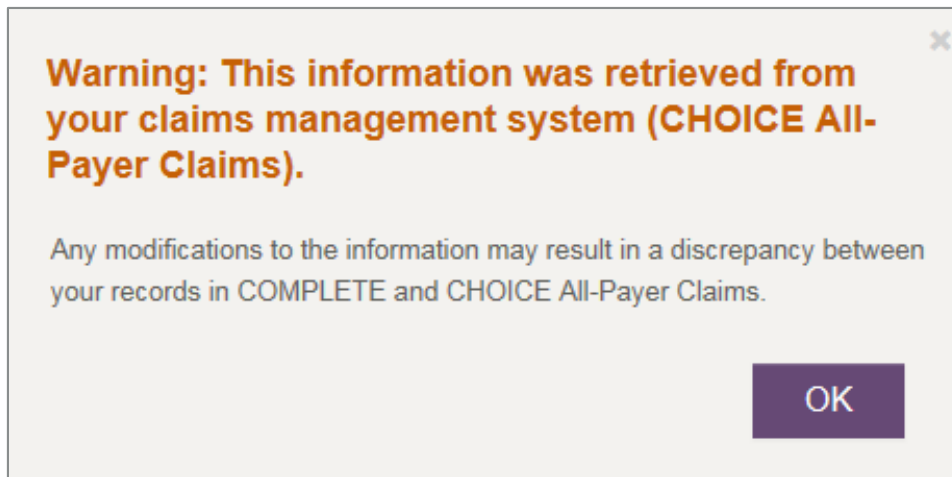 Warning: This information was retrieved from
your claims management system (CHOICE All-
Payer Claims).
Any modifications to the information may result in a discrepancy between
your records in COMPLETE and CHOICE All-Payer Claims.
OK